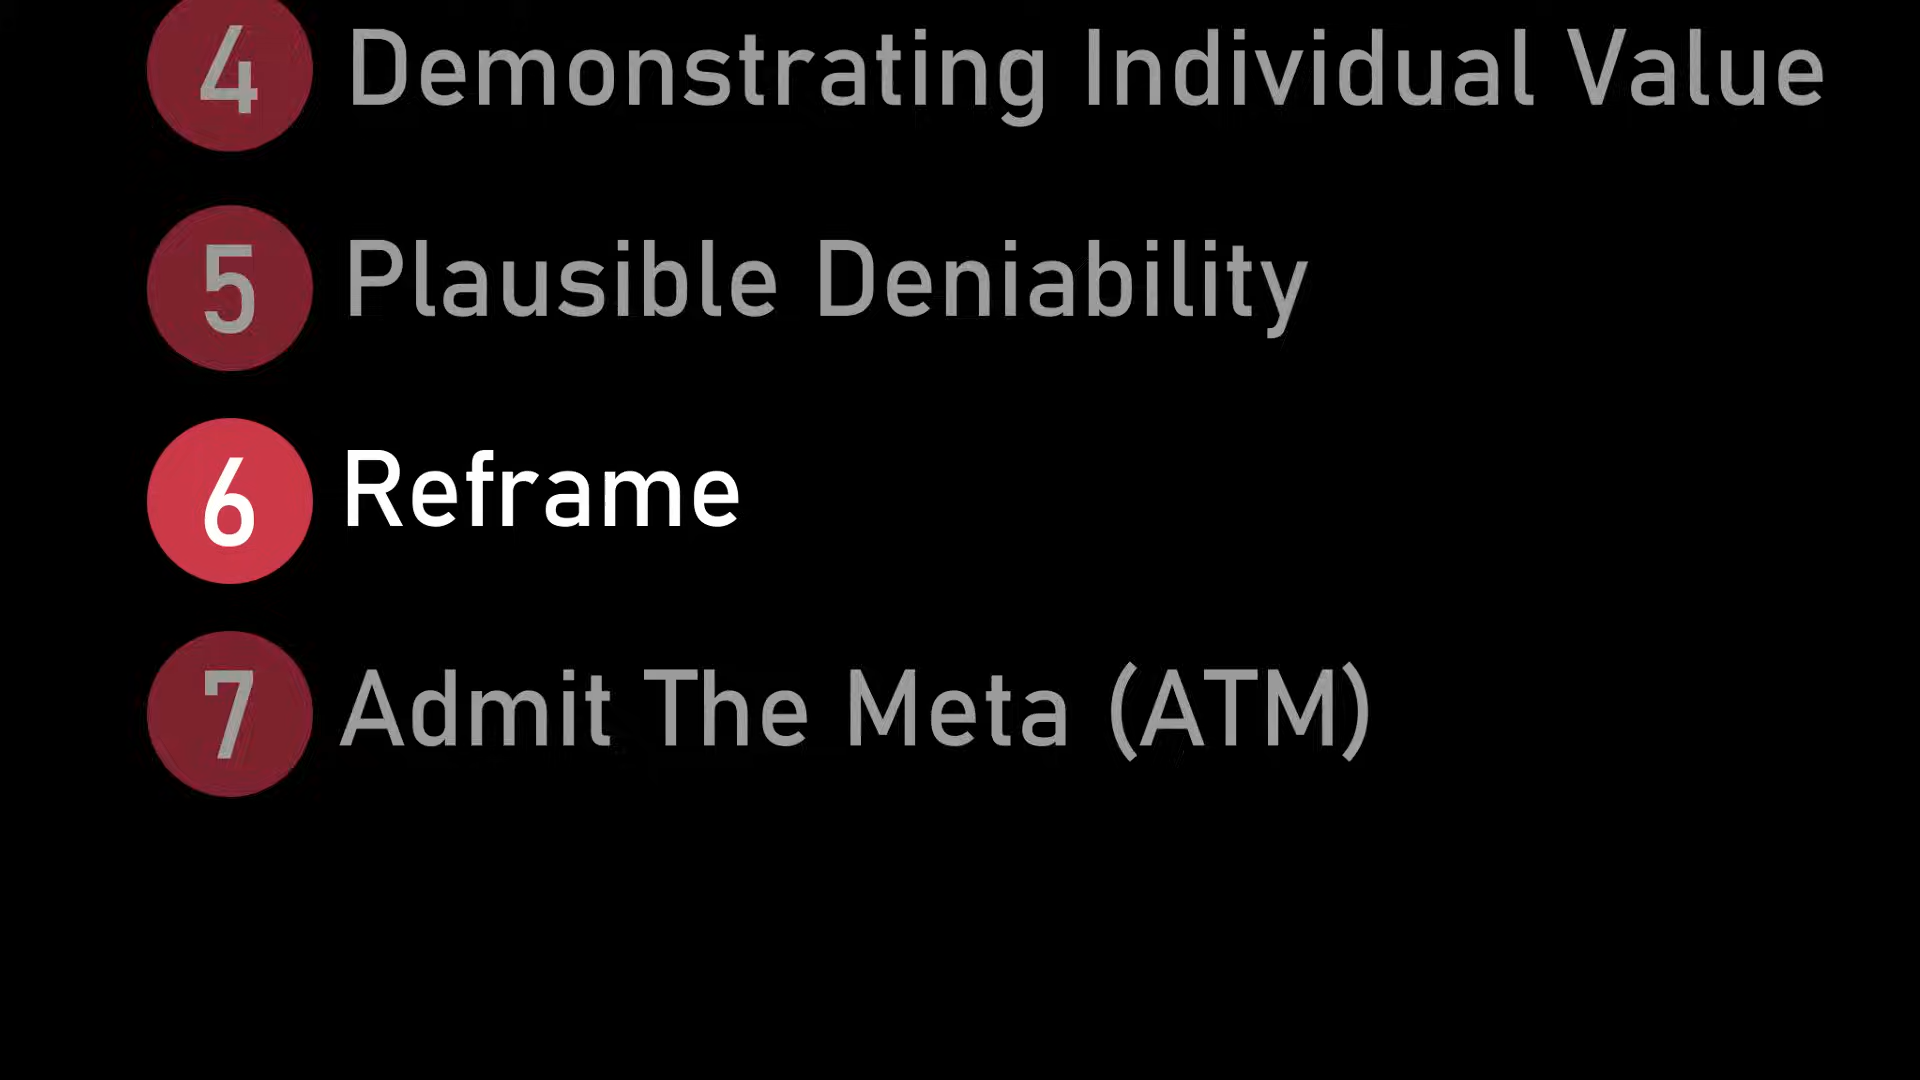 4 Demonstrating Individual Value
5 Plausible Deniability
6 Reframe
7 Admit The Meta (ATM)